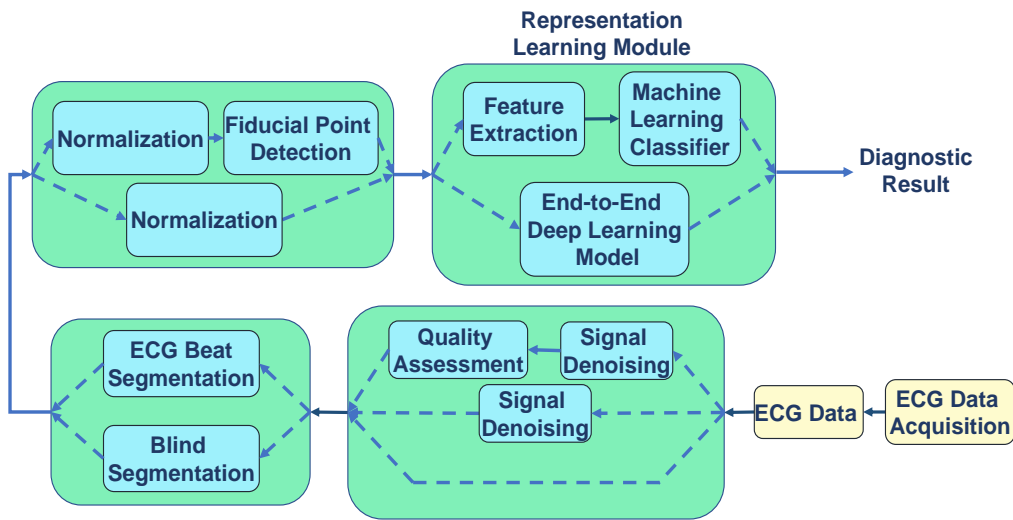 Representation
Learning Module
Normalization
Fiducial Point
Detection
Normalization
Feature
Extraction
Machine
Learning
Classifier
End-to-End
Deep Learning
Model
Diagnostic
Result
ECG Beat
Segmentation
Blind
Segmentation
Quality
Assessment
Signal
Denoising
Signal
Denoising
ECG Data
ECG Data
Acquisition